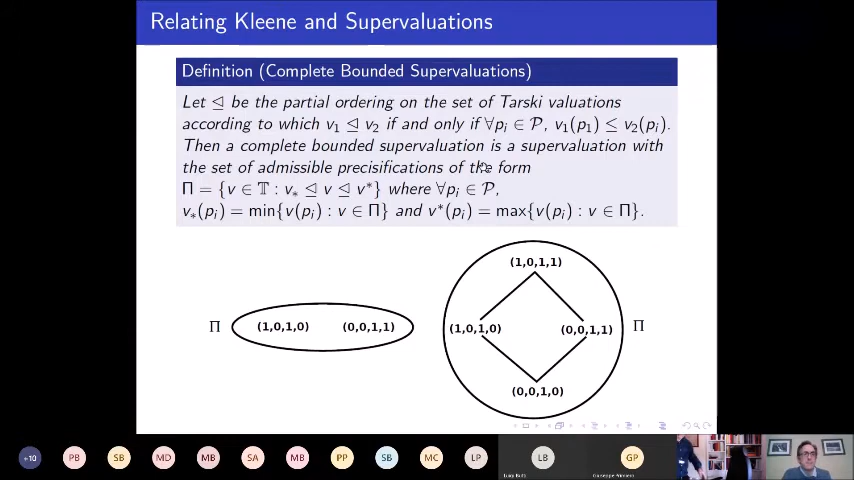 Relating Kleene and Supervaluations
Definition (Complete Bounded Supervaluations)
Let ⊴ be the partial ordering on the set of Tarski valuations
according to which v₁ ⊴ v₂ if and only if ∀pᵢ ∈ 𝒫, v₁(p₁) ≤ v₂(pᵢ).
Then a complete bounded supervaluation is a supervaluation with
the set of admissible precisifications of the form
Π = {v ∈ 𝕋 : v₊ ⊴ v ⊴ v*} where ∀pᵢ ∈ 𝒫,
v₊(pᵢ) = min{v(pᵢ) : v ∈ Π} and v*(pᵢ) = max{v(pᵢ) : v ∈ Π}.
(1,0,1,1)
Π (1,0,1,0) (0,0,1,1)
(1,0,1,0) (0,0,1,1) Π
(0,0,1,0)
+10 PB SB MD MB SA MB PP SB MC LP LB GP